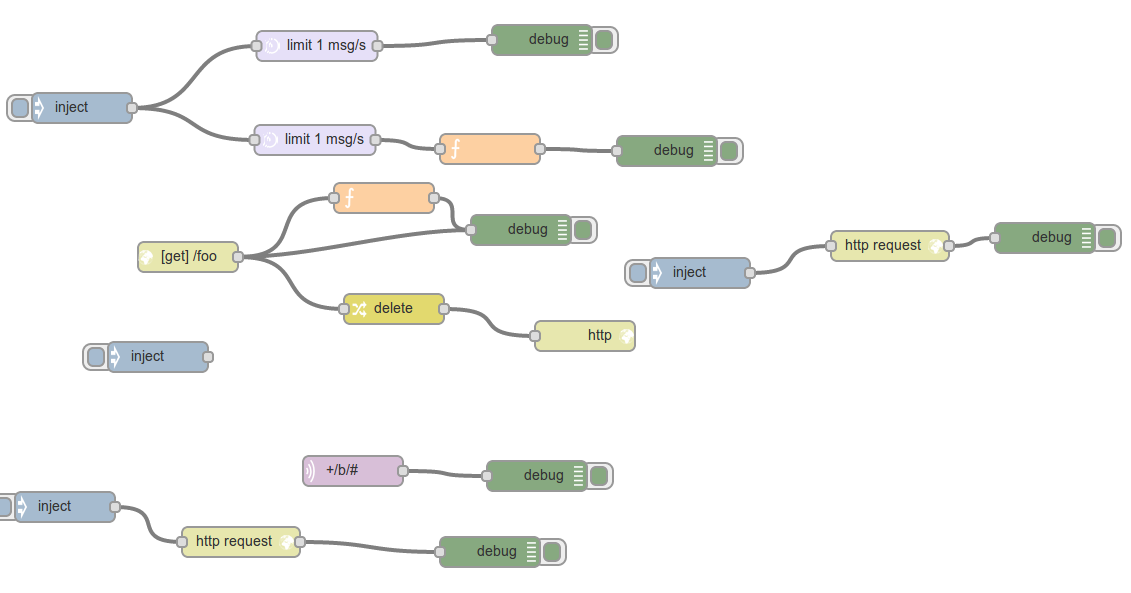 limit 1 msg/s
debug
inject
limit 1 msg/s
debug
[get] /foo
debug
http request
debug
inject
delete
http
inject
+/b/#
debug
inject
http request
debug